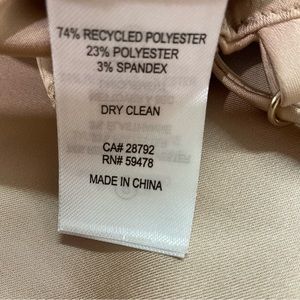 74% RECYCLED POLYESTER
23% POLYESTER
3% SPANDEX
DRY CLEAN
CA# 28792
RN# 59478
MADE IN CHINA